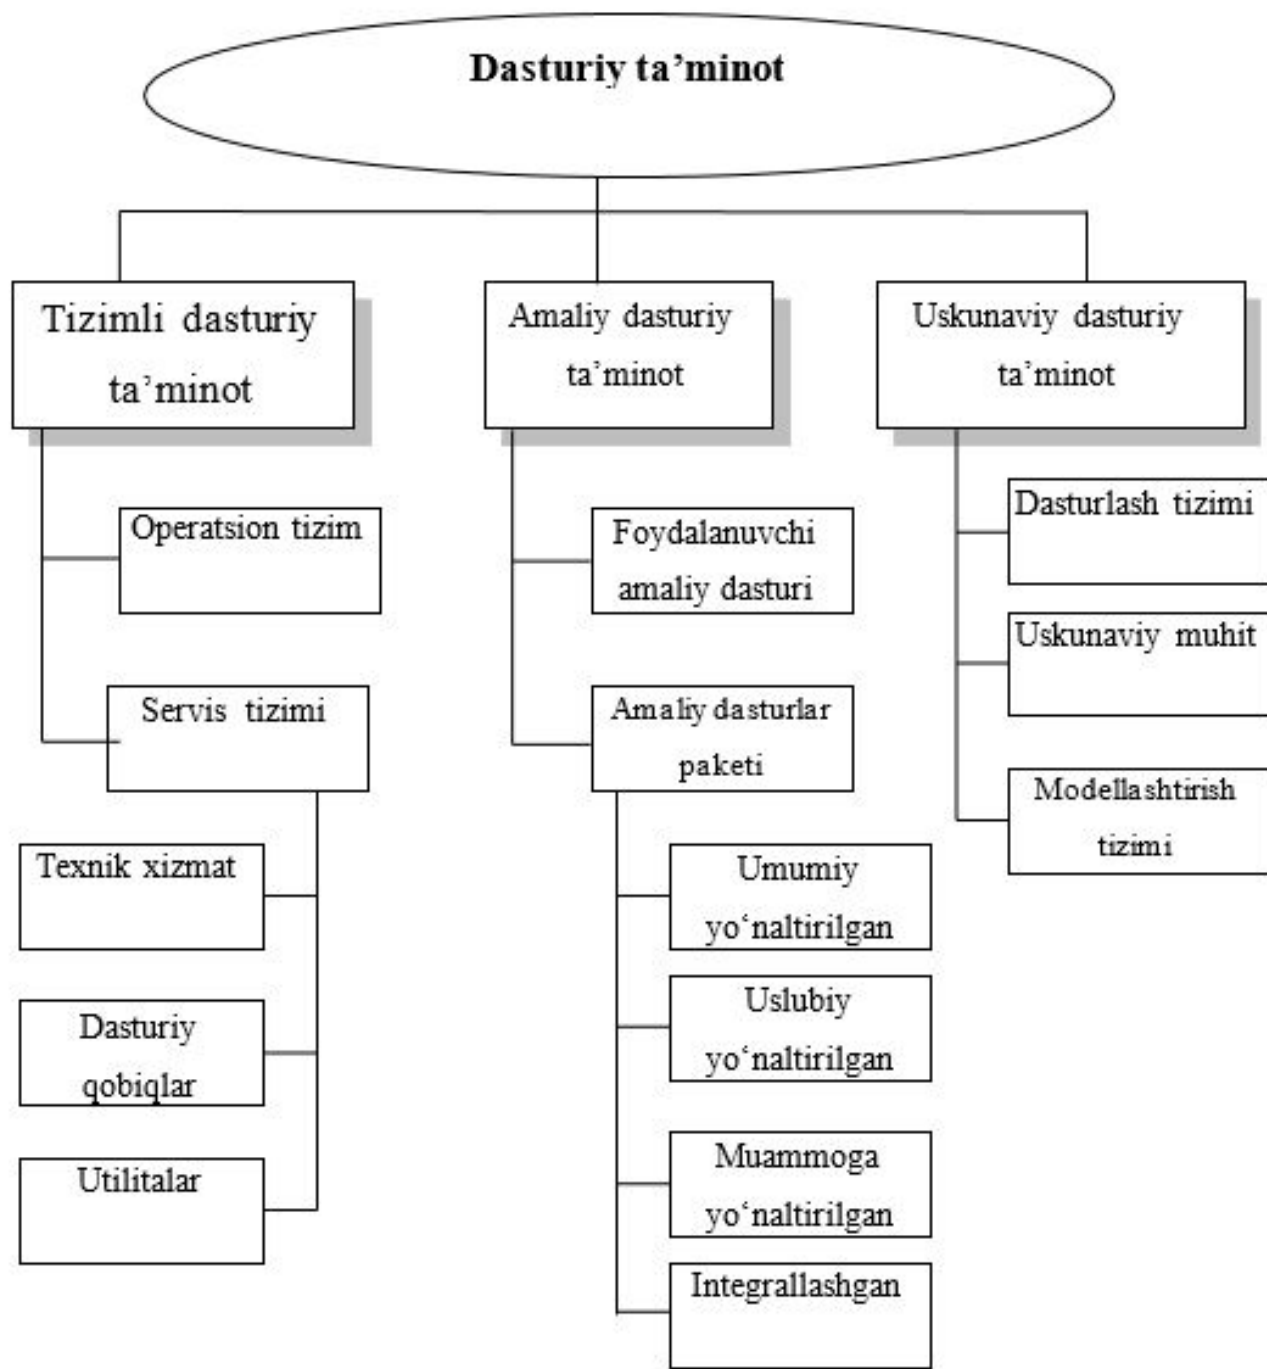 Dasturiy ta’minot
Tizimli dasturiy
ta’minot
Amaliy dasturiy
ta’minot
Uskunaviy dasturiy
ta’minot
Operatsion tizim
Servis tizimi
Texnik xizmat
Dasturiy
qobiqlar
Utilitalar
Foydalanuvchi
amaliy dasturi
Amaliy dasturlar
paketi
Umumiy
yo‘naltirilgan
Uslubiy
yo‘naltirilgan
Muammoga
yo‘naltirilgan
Integrallashgan
Dasturlash tizimi
Uskunaviy muhit
Modellashtirish
tizimi